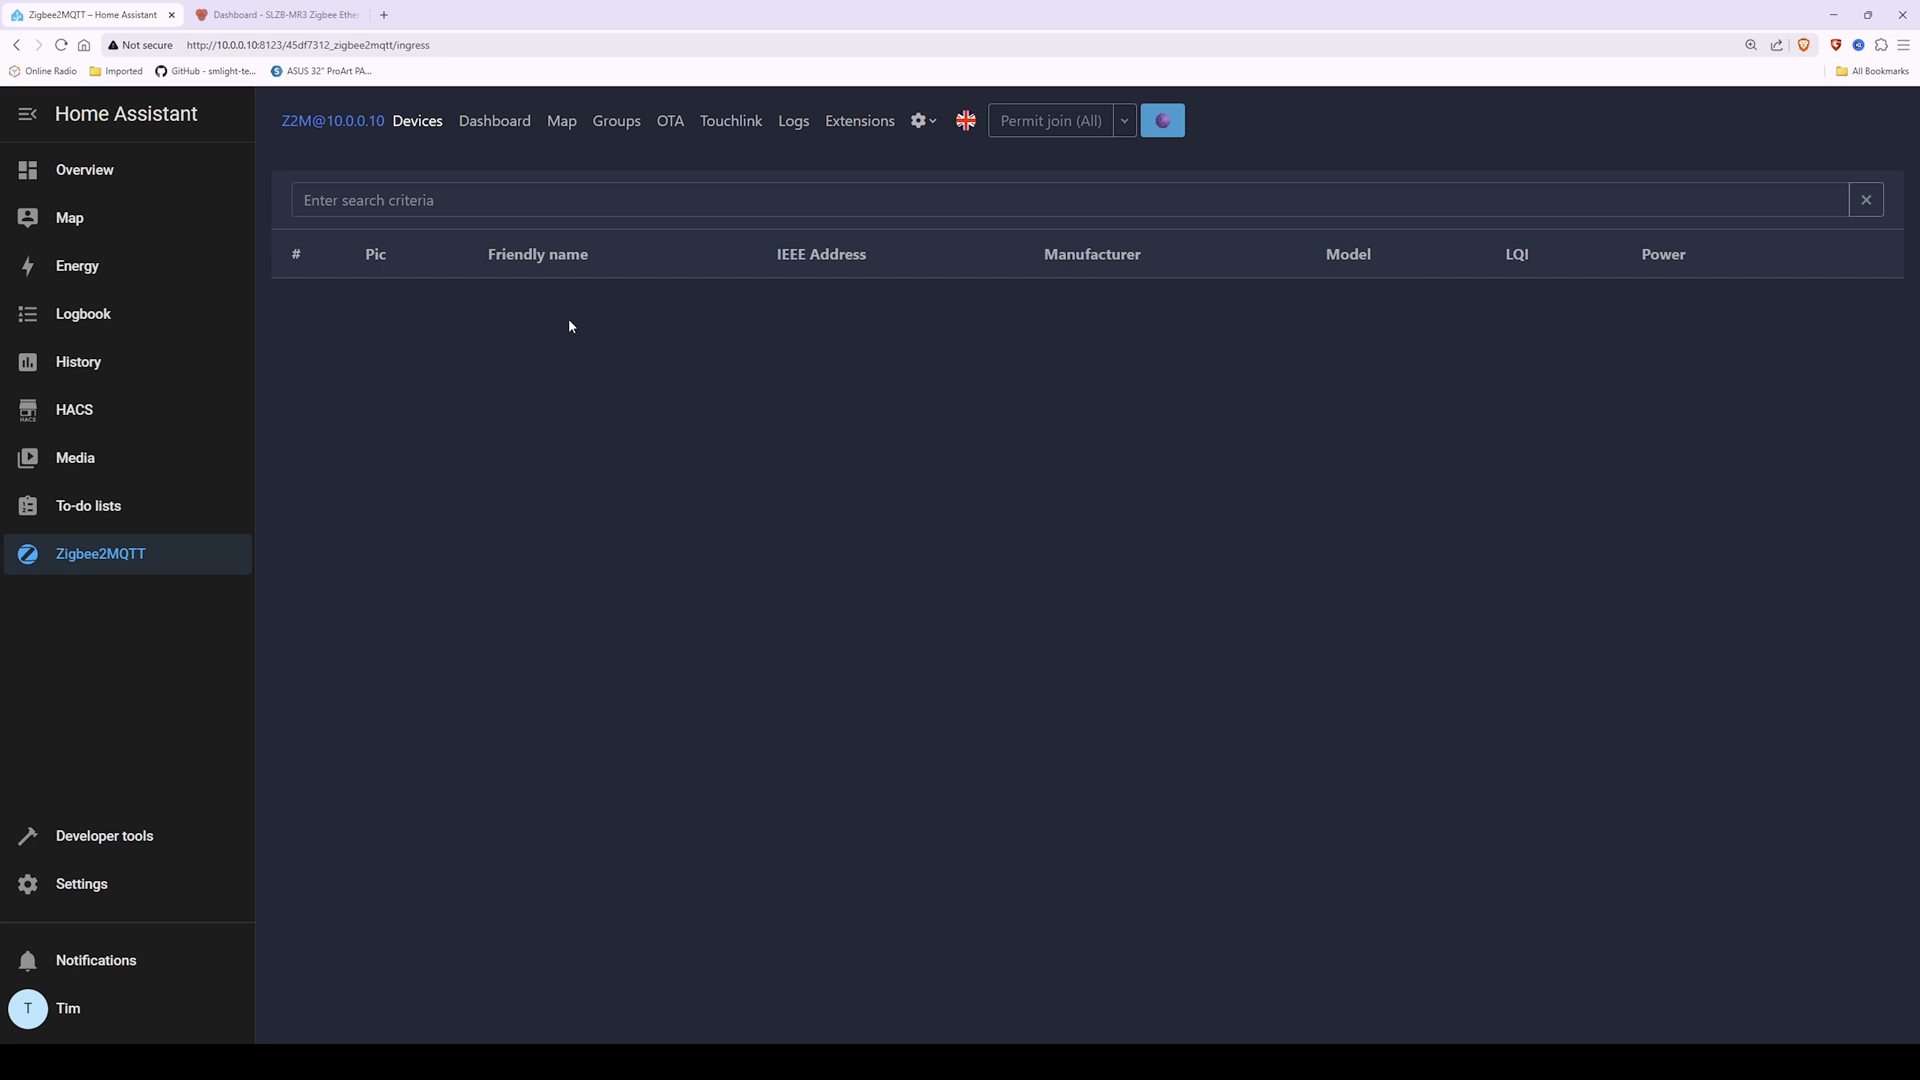 Zigbee2MQTT – Home Assistant
Dashboard - SLZB-MR3 Zigbee Ether
Not secure
http://10.0.0.10:8123/45df7312_zigbee2mqtt/ingress
Online Radio
Imported
GitHub - smlight-te...
ASUS 32" ProArt PA...
All Bookmarks
Home Assistant
Overview
Map
Energy
Logbook
History
HACS
Media
To-do lists
Zigbee2MQTT
Developer tools
Settings
Notifications
T
Tim
Z2M@10.0.0.10 Devices Dashboard Map Groups OTA Touchlink Logs Extensions
Permit join (All)
Enter search criteria
# Pic Friendly name IEEE Address Manufacturer Model LQI Power